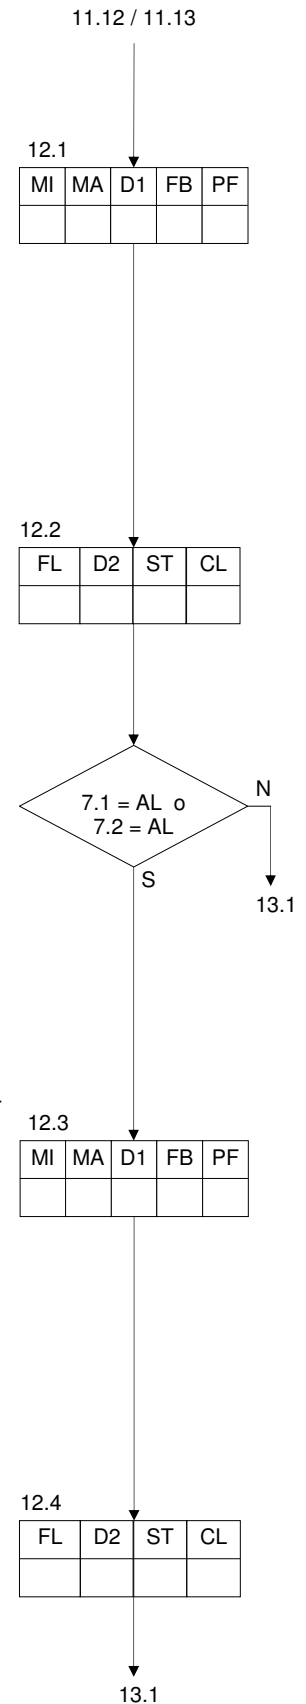 11.12 / 11.13
12.1
MI MA D1 FB PF
12.2
FL D2 ST CL
7.1 = AL o
7.2 = AL
N
S
13.1
12.3
MI MA D1 FB PF
12.4
FL D2 ST CL
13.1